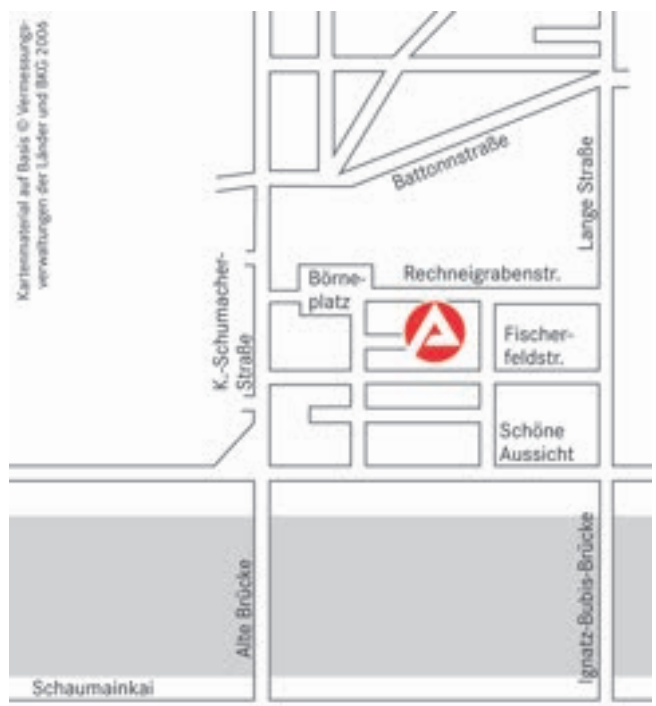 Kartenmaterial auf Basis © Vermessungs-
verwaltungen der Länder und BKG 2006
Battonnstraße
Lange Straße
K.-Schumacher-
Straße
Börne-
platz
Rechneigrabenstr.
Fischer-
feldstr.
Schöne
Aussicht
Alte Brücke
Ignatz-Bubis-Brücke
Schaumainkai